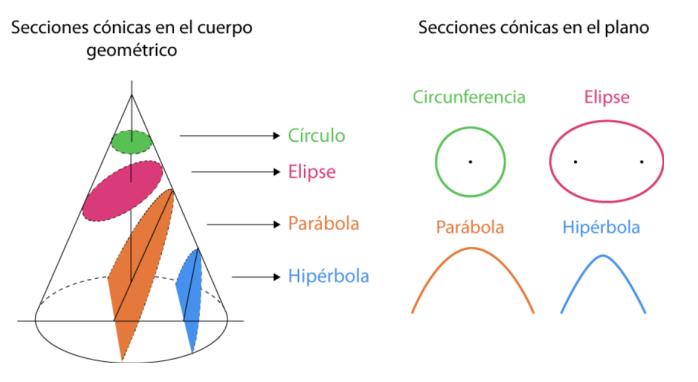 Secciones cónicas en el cuerpo
geométrico
Círculo
Elipse
Parábola
Hipérbola
Secciones cónicas en el plano
Circunferencia
Elipse
Parábola
Hipérbola